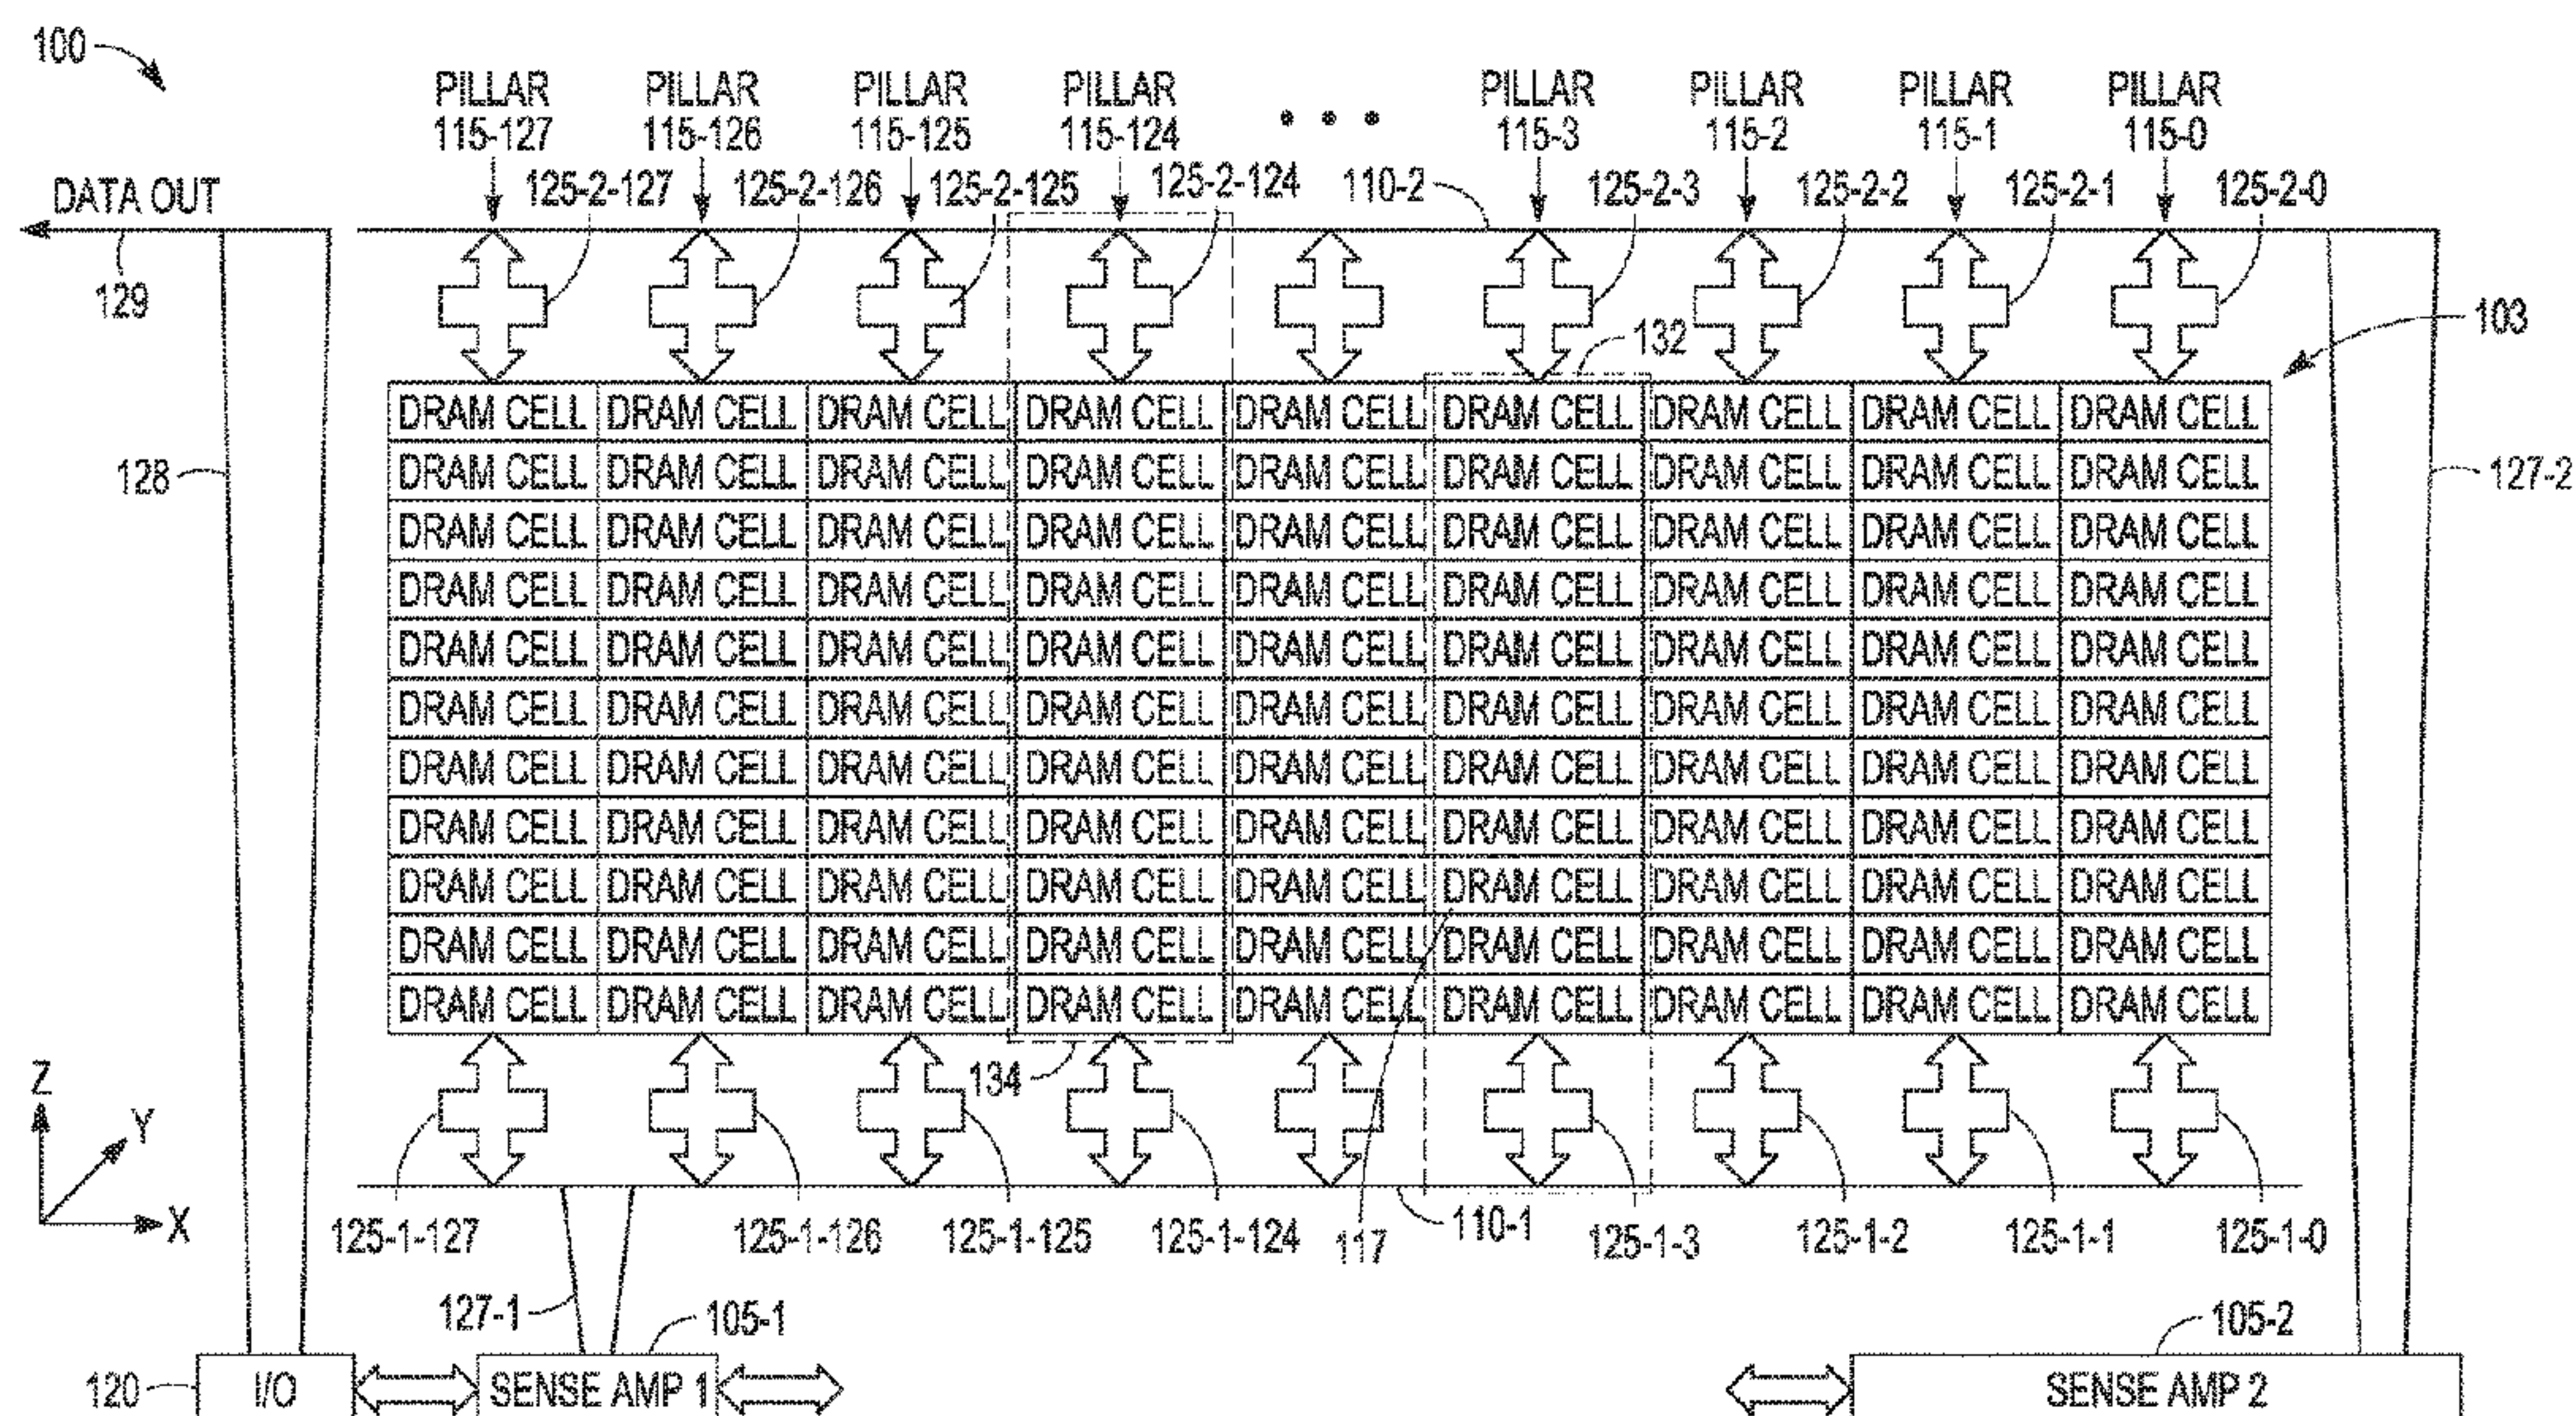 100
PILLAR PILLAR PILLAR PILLAR • • • PILLAR PILLAR PILLAR PILLAR
115-127 115-126 115-125 115-124 115-3 115-2 115-1 115-0
DATA OUT 125-2-127 125-2-126 125-2-125 125-2-124 110-2 125-2-3 125-2-2 125-2-1 125-2-0
129 103
132
DRAM CELL DRAM CELL DRAM CELL DRAM CELL DRAM CELL DRAM CELL DRAM CELL DRAM CELL DRAM CELL
128 DRAM CELL DRAM CELL DRAM CELL DRAM CELL DRAM CELL DRAM CELL DRAM CELL DRAM CELL DRAM CELL 127-2
DRAM CELL DRAM CELL DRAM CELL DRAM CELL DRAM CELL DRAM CELL DRAM CELL DRAM CELL DRAM CELL
DRAM CELL DRAM CELL DRAM CELL DRAM CELL DRAM CELL DRAM CELL DRAM CELL DRAM CELL DRAM CELL
DRAM CELL DRAM CELL DRAM CELL DRAM CELL DRAM CELL DRAM CELL DRAM CELL DRAM CELL DRAM CELL
DRAM CELL DRAM CELL DRAM CELL DRAM CELL DRAM CELL DRAM CELL DRAM CELL DRAM CELL DRAM CELL
DRAM CELL DRAM CELL DRAM CELL DRAM CELL DRAM CELL DRAM CELL DRAM CELL DRAM CELL DRAM CELL
DRAM CELL DRAM CELL DRAM CELL DRAM CELL DRAM CELL DRAM CELL DRAM CELL DRAM CELL DRAM CELL
DRAM CELL DRAM CELL DRAM CELL DRAM CELL DRAM CELL DRAM CELL DRAM CELL DRAM CELL DRAM CELL
DRAM CELL DRAM CELL DRAM CELL DRAM CELL DRAM CELL DRAM CELL DRAM CELL DRAM CELL DRAM CELL
DRAM CELL DRAM CELL DRAM CELL DRAM CELL DRAM CELL DRAM CELL DRAM CELL DRAM CELL DRAM CELL
Z 134
Y
X 125-1-127 125-1-126 125-1-125 125-1-124 117 110-1 125-1-3 125-1-2 125-1-1 125-1-0
127-1 105-1 105-2
120 I/O SENSE AMP 1 SENSE AMP 2